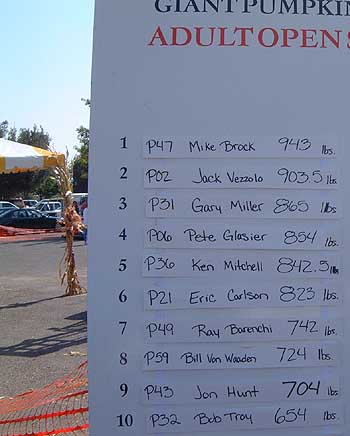 GIANT PUMPKIN
ADULT OPEN
1 P47 Mike Brock 943 lbs.
2 P02 Jack Vezzolo 903.5 lbs.
3 P31 Gary Miller 865 lbs.
4 P06 Pete Glasier 854 lbs.
5 P36 Ken Mitchell 842.5 lbs.
6 P21 Eric Carlson 823 lbs.
7 P49 Ray Barenchi 742 lbs.
8 P59 Bill Von Waaden 724 lbs.
9 P43 Jon Hunt 704 lbs.
10 P32 Bob Troy 654 lbs.